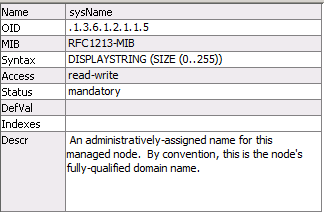 Name sysName
OID .1.3.6.1.2.1.1.5
MIB RFC1213-MIB
Syntax DISPLAYSTRING (SIZE (0..255))
Access read-write
Status mandatory
DefVal
Indexes
Descr An administratively-assigned name for this
managed node.  By convention, this is the node's
fully-qualified domain name.